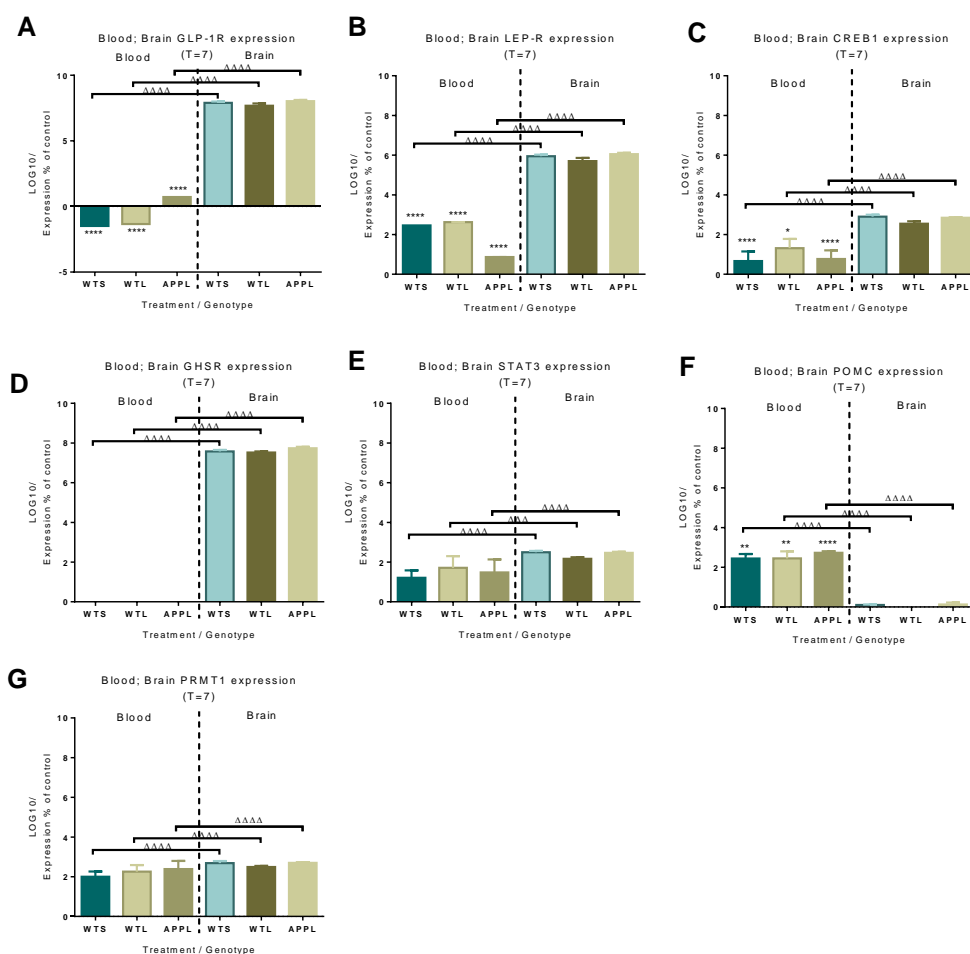 A
Blood; Brain GLP-1R expression
(T=7)
Blood
Brain
ΔΔΔΔ
ΔΔΔΔ
ΔΔΔΔ
LOG10/
Expression % of control
10
5
0
-5
****
****
****
WTS WTL APPL WTS WTL APPL
Treatment / Genotype
B
Blood; Brain LEP-R expression
(T=7)
Blood
Brain
ΔΔΔΔ
ΔΔΔΔ
ΔΔΔΔ
LOG10/
Expression % of control
10
8
6
4
2
0
****
****
****
WTS WTL APPL WTS WTL APPL
Treatment / Genotype
C
Blood; Brain CREB1 expression
(T=7)
Blood
Brain
ΔΔΔΔ
ΔΔΔΔ
ΔΔΔΔ
LOG10/
Expression % of control
10
8
6
4
2
0
****
*
****
WTS WTL APPL WTS WTL APPL
Treatment / Genotype
D
Blood; Brain GHSR expression
(T=7)
Blood
Brain
ΔΔΔΔ
ΔΔΔΔ
ΔΔΔΔ
LOG10/
Expression % of control
10
8
6
4
2
0
WTS WTL APPL WTS WTL APPL
Treatment / Genotype
E
Blood; Brain STAT3 expression
(T=7)
Blood
Brain
ΔΔΔΔ
ΔΔΔ
ΔΔΔΔ
LOG10/
Expression % of control
10
8
6
4
2
0
WTS WTL APPL WTS WTL APPL
Treatment / Genotype
F
Blood; Brain POMC expression
(T=7)
Blood
Brain
ΔΔΔΔ
ΔΔΔΔ
ΔΔΔΔ
LOG10/
Expression % of control
10
8
6
4
2
0
**
**
****
WTS WTL APPL WTS WTL APPL
Treatment / Genotype
G
Blood; Brain PRMT1 expression
(T=7)
Blood
Brain
ΔΔΔΔ
ΔΔΔΔ
ΔΔΔΔ
LOG10/
Expression % of control
10
8
6
4
2
0
WTS WTL APPL WTS WTL APPL
Treatment / Genotype